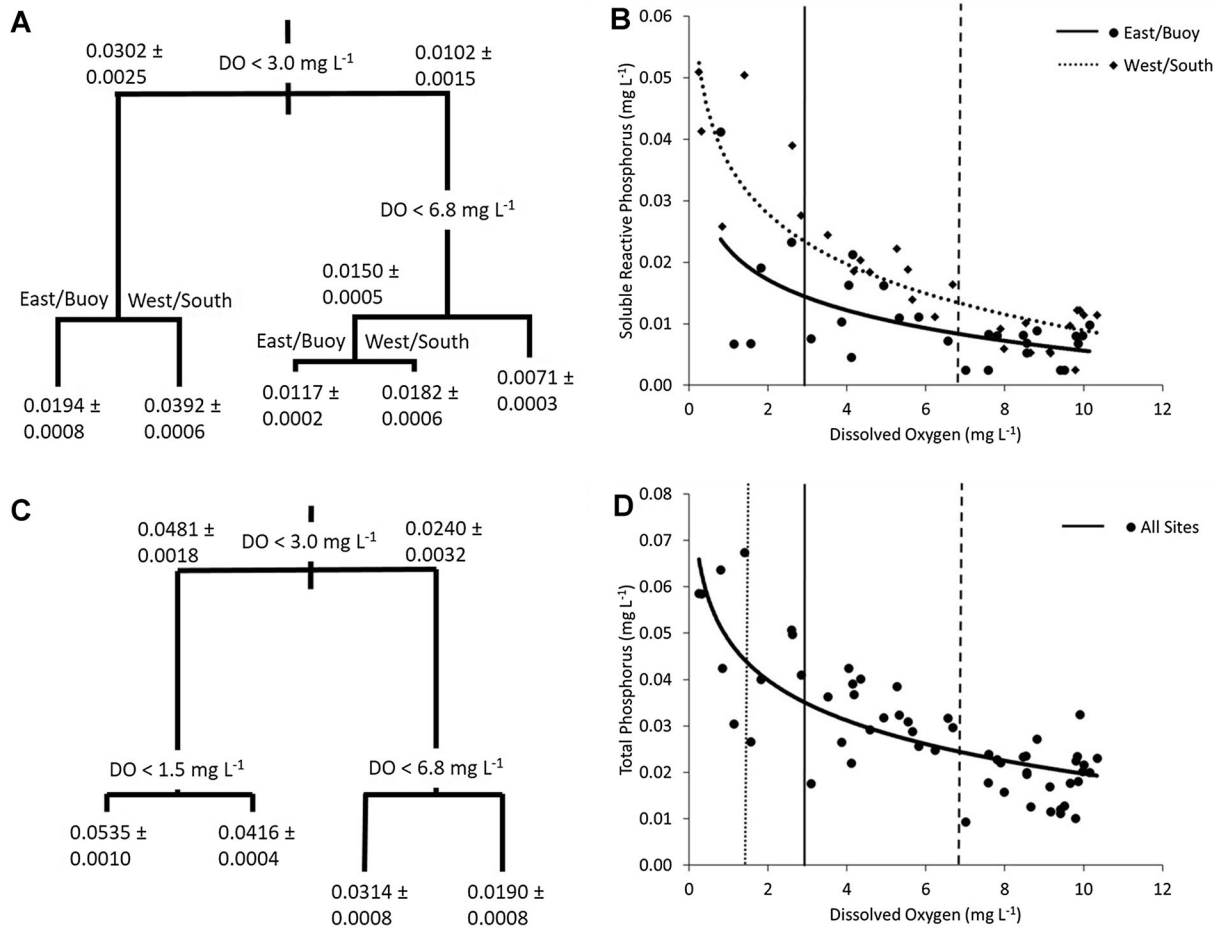 A
0.0302 ±
0.0025
DO < 3.0 mg L-1
0.0102 ±
0.0015
DO < 6.8 mg L-1
0.0150 ±
0.0005
East/Buoy
West/South
East/Buoy
West/South
0.0194 ±
0.0008
0.0392 ±
0.0006
0.0117 ±
0.0002
0.0182 ±
0.0006
0.0071 ±
0.0003
B
Soluble Reactive Phosphorus (mg L-1)
0.06
0.05
0.04
0.03
0.02
0.01
0.00
0 2 4 6 8 10 12
Dissolved Oxygen (mg L-1)
East/Buoy
West/South
C
0.0481 ±
0.0018
DO < 3.0 mg L-1
0.0240 ±
0.0032
DO < 1.5 mg L-1
DO < 6.8 mg L-1
0.0535 ±
0.0010
0.0416 ±
0.0004
0.0314 ±
0.0008
0.0190 ±
0.0008
D
Total Phosphorus (mg L-1)
0.08
0.07
0.06
0.05
0.04
0.03
0.02
0.01
0.00
0 2 4 6 8 10 12
Dissolved Oxygen (mg L-1)
All Sites